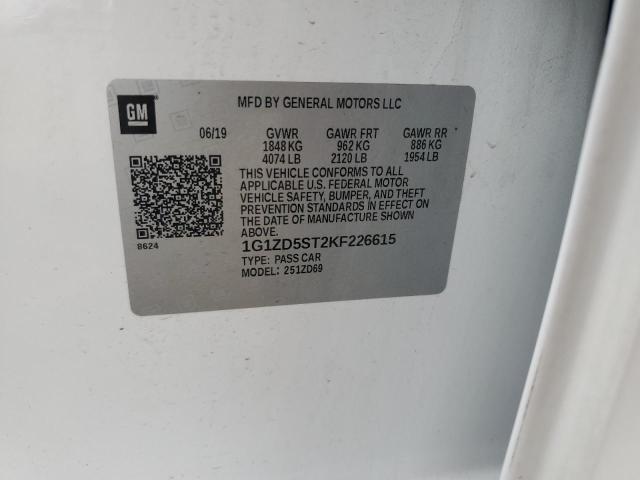 GM
MFD BY GENERAL MOTORS LLC
06/19 GVWR GAWR FRT GAWR RR
1848 KG 962 KG 886 KG
4074 LB 2120 LB 1954 LB
THIS VEHICLE CONFORMS TO ALL
APPLICABLE U.S. FEDERAL MOTOR
VEHICLE SAFETY, BUMPER, AND THEFT
PREVENTION STANDARDS IN EFFECT ON
THE DATE OF MANUFACTURE SHOWN
ABOVE.
8624
1G1ZD5ST2KF226615
TYPE: PASS CAR
MODEL: 251ZD69